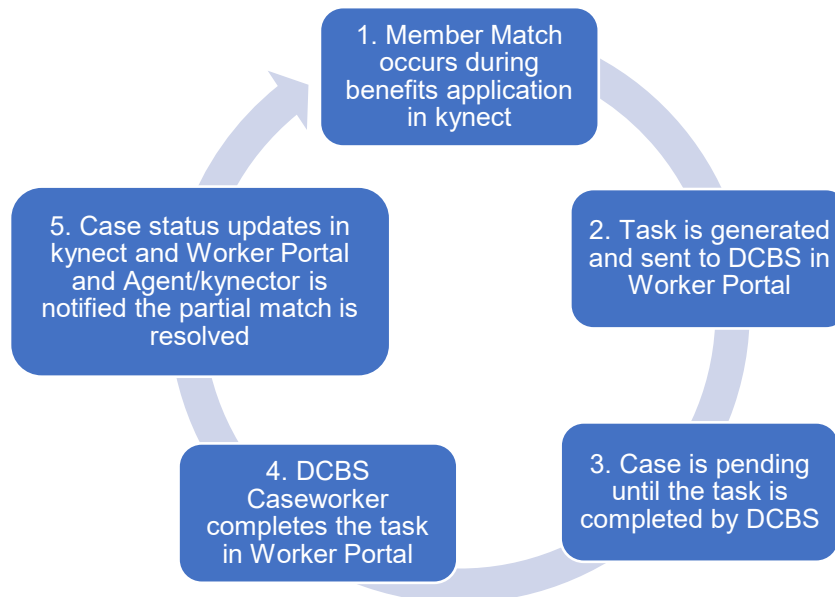 1. Member Match
occurs during
benefits application
in kynect
2. Task is generated
and sent to DCBS in
Worker Portal
3. Case is pending
until the task is
completed by DCBS
4. DCBS
Caseworker
completes the task
in Worker Portal
5. Case status updates in
kynect and Worker Portal
and Agent/kynector is
notified the partial match is
resolved